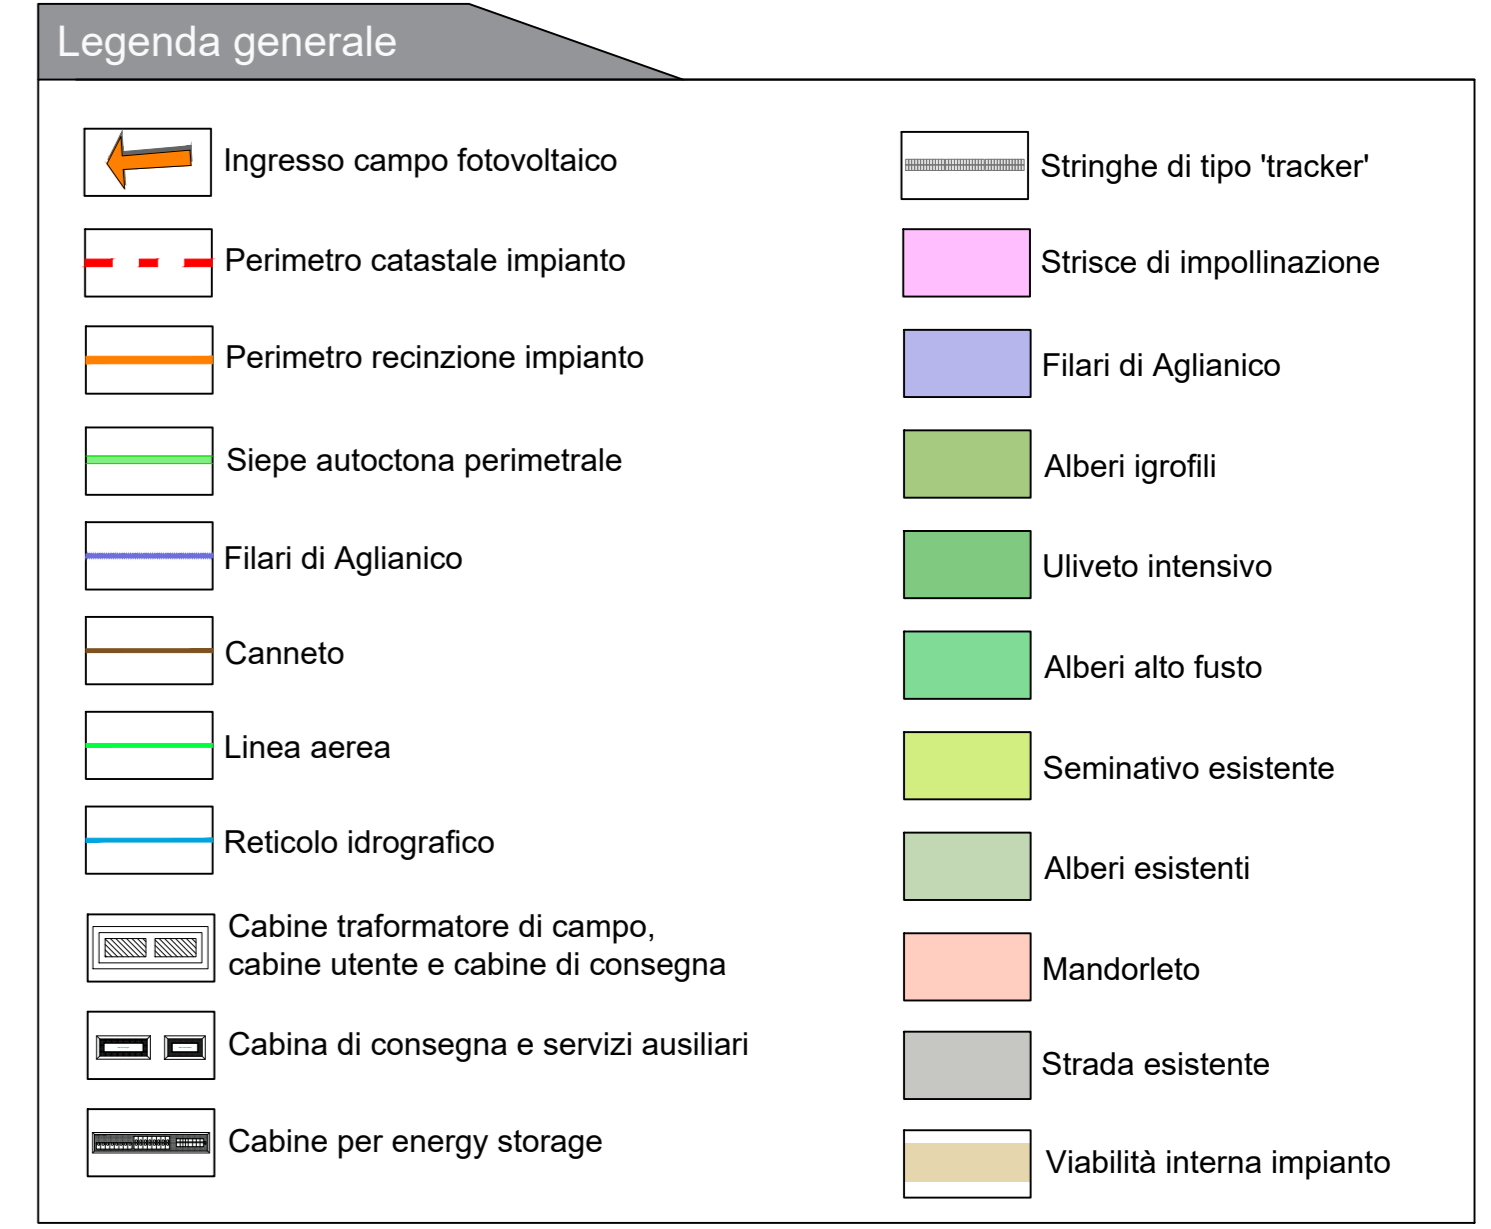 Legenda generale
Ingresso campo fotovoltaico
Perimetro catastale impianto
Perimetro recinzione impianto
Siepe autoctona perimetrale
Filari di Aglianico
Canneto
Linea aerea
Reticolo idrografico
Cabine traformatore di campo,
cabine utente e cabine di consegna
Cabina di consegna e servizi ausiliari
Cabine per energy storage
Stringhe di tipo 'tracker'
Strisce di impollinazione
Filari di Aglianico
Alberi igrofili
Uliveto intensivo
Alberi alto fusto
Seminativo esistente
Alberi esistenti
Mandorleto
Strada esistente
Viabilità interna impianto